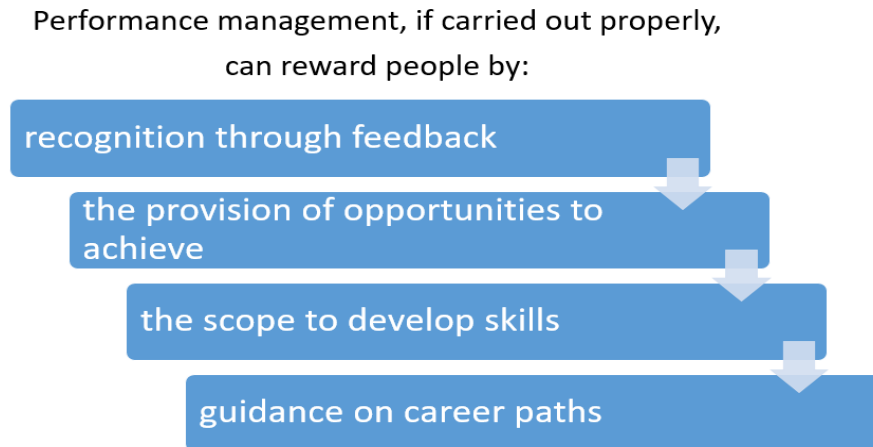 Performance management, if carried out properly,
can reward people by:
recognition through feedback
the provision of opportunities to
achieve
the scope to develop skills
guidance on career paths